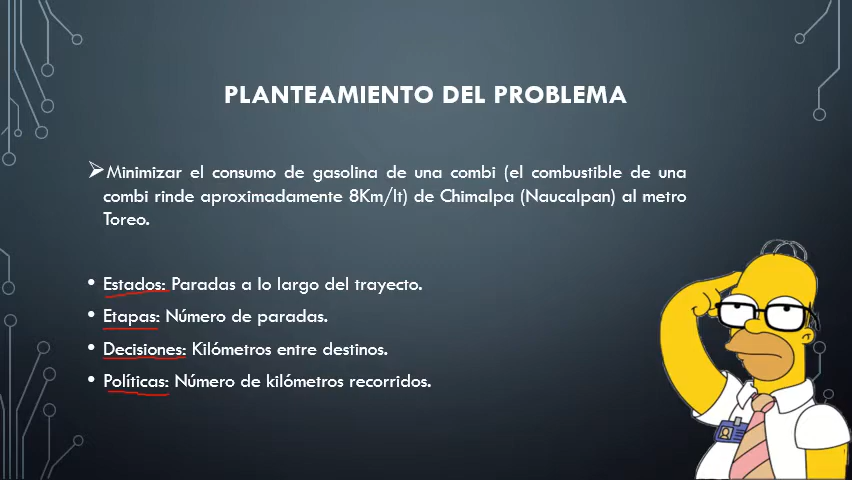 PLANTEAMIENTO DEL PROBLEMA
Minimizar el consumo de gasolina de una combi (el combustible de una
combi rinde aproximadamente 8Km/lt) de Chimalpa (Naucalpan) al metro
Toreo.
• Estados: Paradas a lo largo del trayecto.
• Etapas: Número de paradas.
• Decisiones: Kilómetros entre destinos.
• Políticas: Número de kilómetros recorridos.